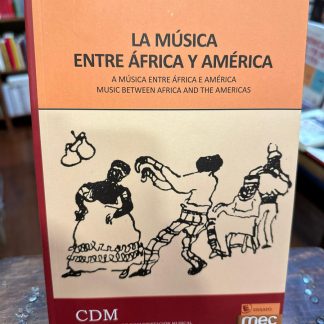 LA MÚSICA
ENTRE ÁFRICA Y AMÉRICA
A MÚSICA ENTRE ÁFRICA E AMÉRICA
MUSIC BETWEEN AFRICA AND THE AMERICAS
CDM
mec